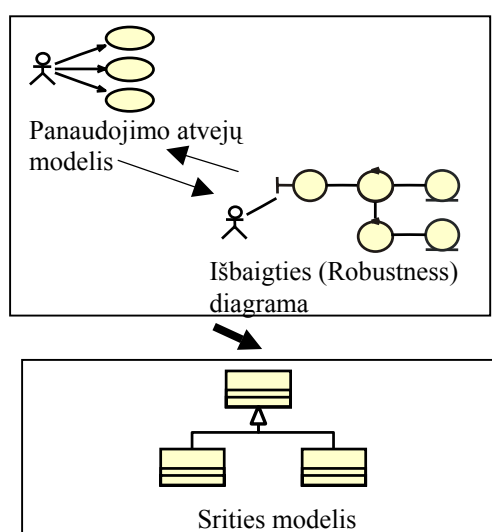 Panaudojimo atvejų
modelis
Išbaigties (Robustness)
diagrama
Srities modelis